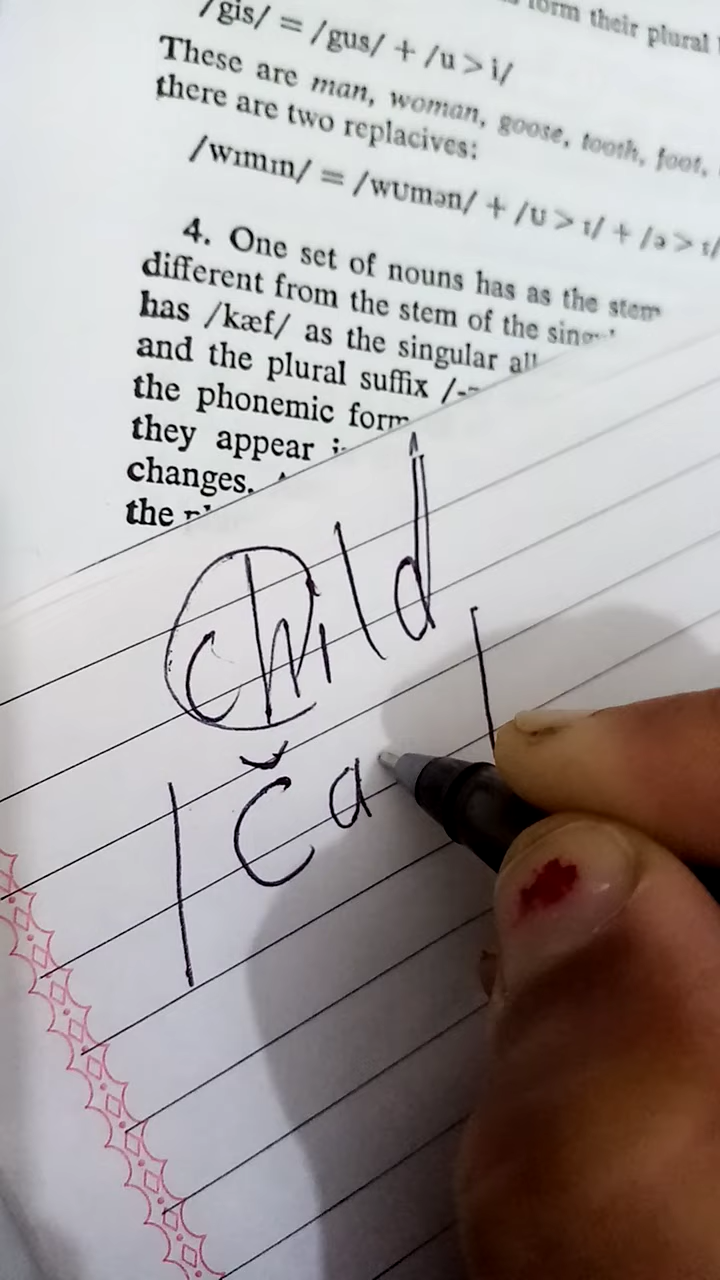 form their plural
/gis/ = /gus/ + /u > i/
These are man, woman, goose, tooth, foot,
there are two replacives:
/wɪmɪn/ = /wʊmən/ + /ʊ > ɪ/ + /ə > ɪ/
4. One set of nouns has as the stem
different from the stem of the
has /kæf/ as the singular
and the plural suffix
the phonemic form
they appear
changes.
the
child
/ča /